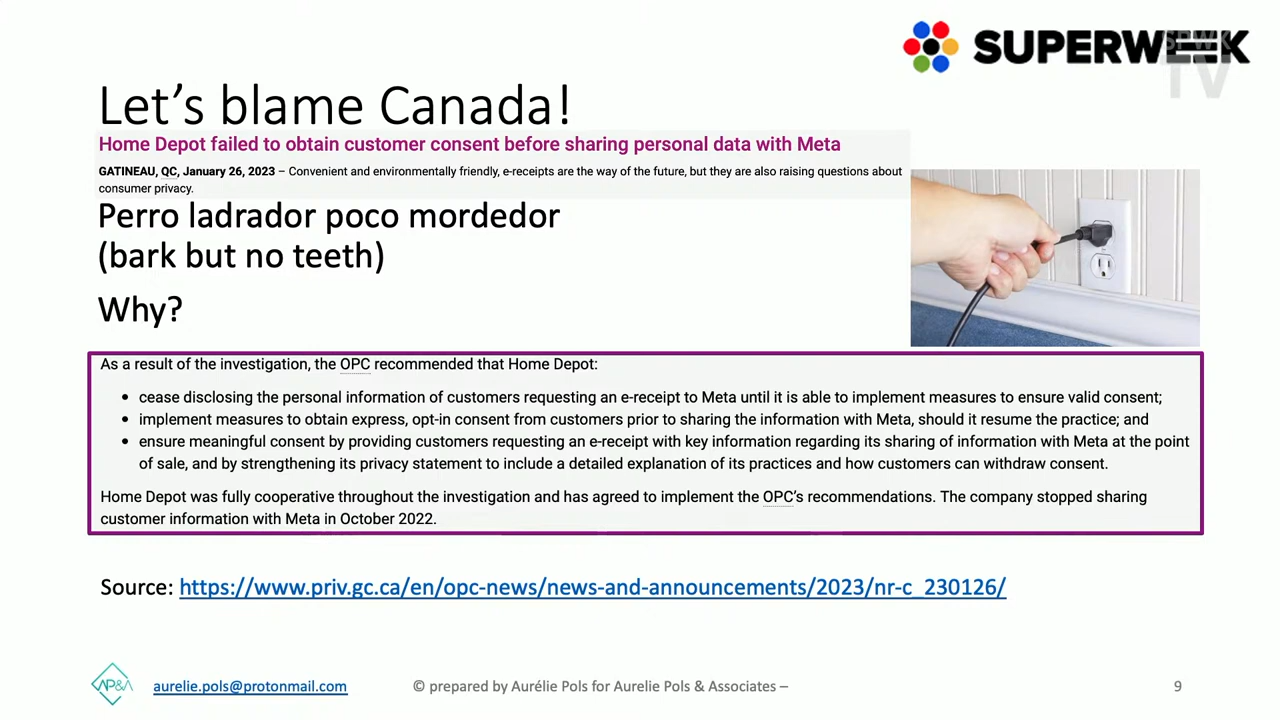 SUPERWEEK
SPWK
TV
Let’s blame Canada!
Home Depot failed to obtain customer consent before sharing personal data with Meta
GATINEAU, QC, January 26, 2023 – Convenient and environmentally friendly, e-receipts are the way of the future, but they are also raising questions about
consumer privacy.
Perro ladrador poco mordedor
(bark but no teeth)
Why?
As a result of the investigation, the OPC recommended that Home Depot:
• cease disclosing the personal information of customers requesting an e-receipt to Meta until it is able to implement measures to ensure valid consent;
• implement measures to obtain express, opt-in consent from customers prior to sharing the information with Meta, should it resume the practice; and
• ensure meaningful consent by providing customers requesting an e-receipt with key information regarding its sharing of information with Meta at the point
of sale, and by strengthening its privacy statement to include a detailed explanation of its practices and how customers can withdraw consent.
Home Depot was fully cooperative throughout the investigation and has agreed to implement the OPC’s recommendations. The company stopped sharing
customer information with Meta in October 2022.
Source: https://www.priv.gc.ca/en/opc-news/news-and-announcements/2023/nr-c_230126/
AP&A
aurelie.pols@protonmail.com
© prepared by Aurélie Pols for Aurelie Pols & Associates –
9